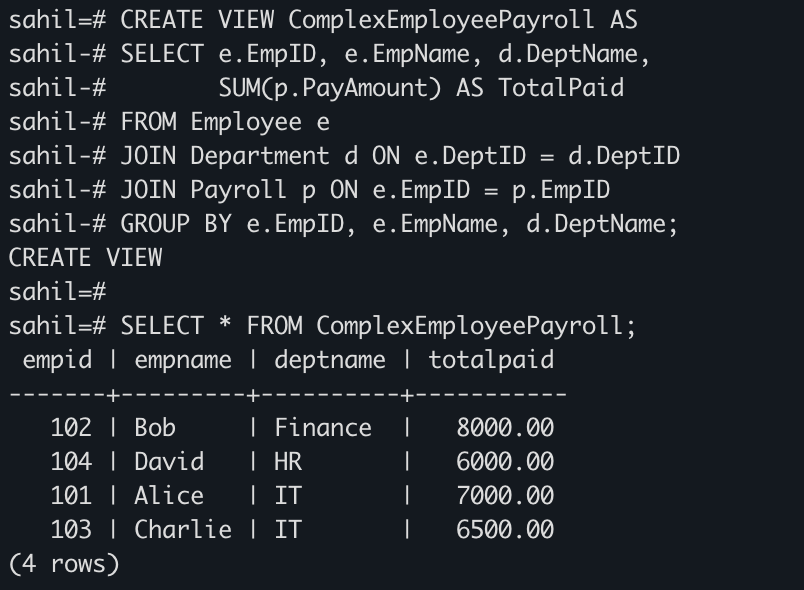 sahil=# CREATE VIEW ComplexEmployeePayroll AS
sahil-# SELECT e.EmpID, e.EmpName, d.DeptName,
sahil-#        SUM(p.PayAmount) AS TotalPaid
sahil-# FROM Employee e
sahil-# JOIN Department d ON e.DeptID = d.DeptID
sahil-# JOIN Payroll p ON e.EmpID = p.EmpID
sahil-# GROUP BY e.EmpID, e.EmpName, d.DeptName;
CREATE VIEW
sahil=#
sahil=# SELECT * FROM ComplexEmployeePayroll;
 empid | empname | deptname | totalpaid
-------+---------+----------+-----------
   102 | Bob     | Finance  |   8000.00
   104 | David   | HR       |   6000.00
   101 | Alice   | IT       |   7000.00
   103 | Charlie | IT       |   6500.00
(4 rows)